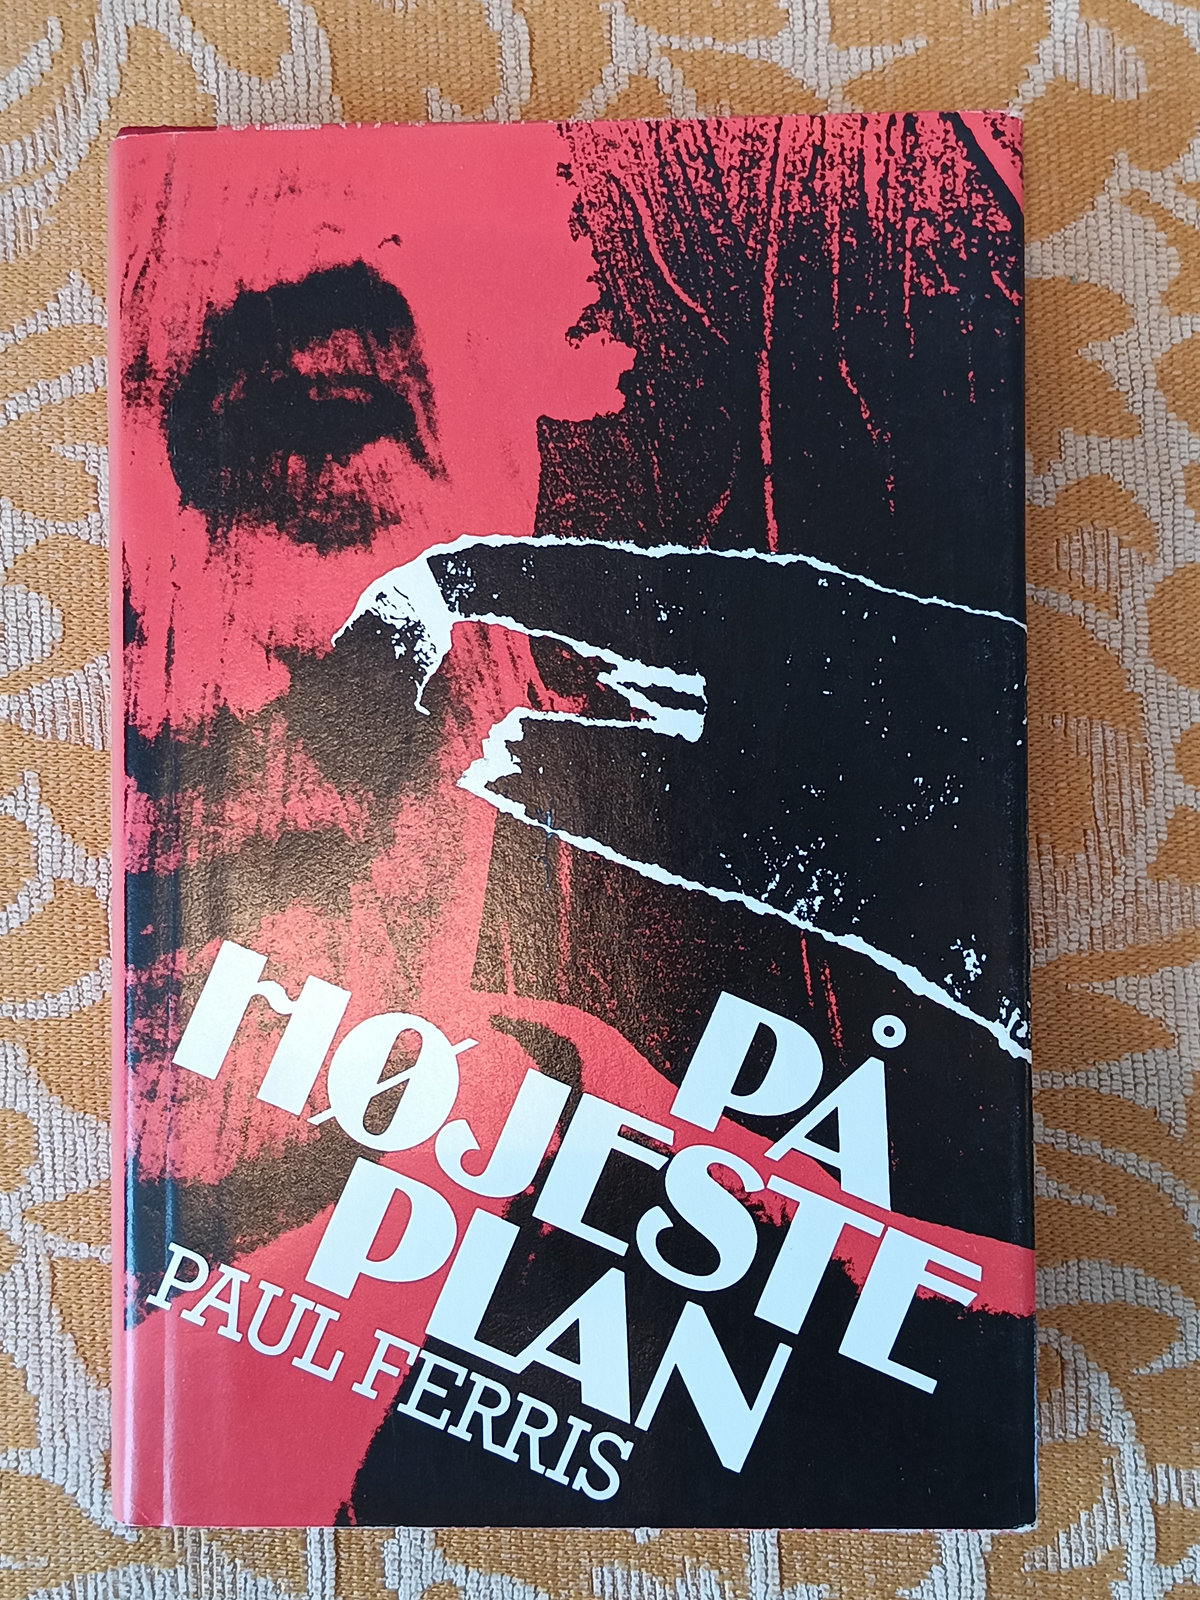 PÅ
HØJESTE
PLAN
PAUL FERRIS